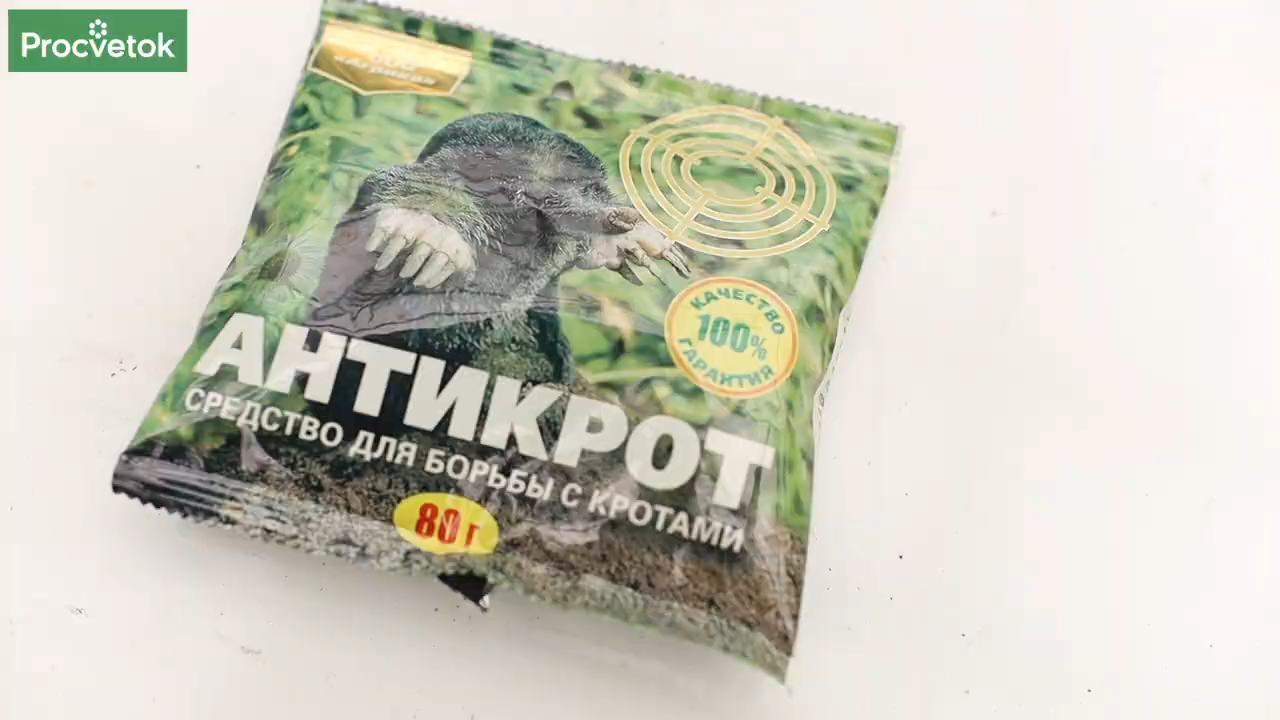 Procvetok
КАЧЕСТВО
100%
ГАРАНТИЯ
АНТИКРОТ
СРЕДСТВО ДЛЯ БОРЬБЫ С КРОТАМИ
80 г